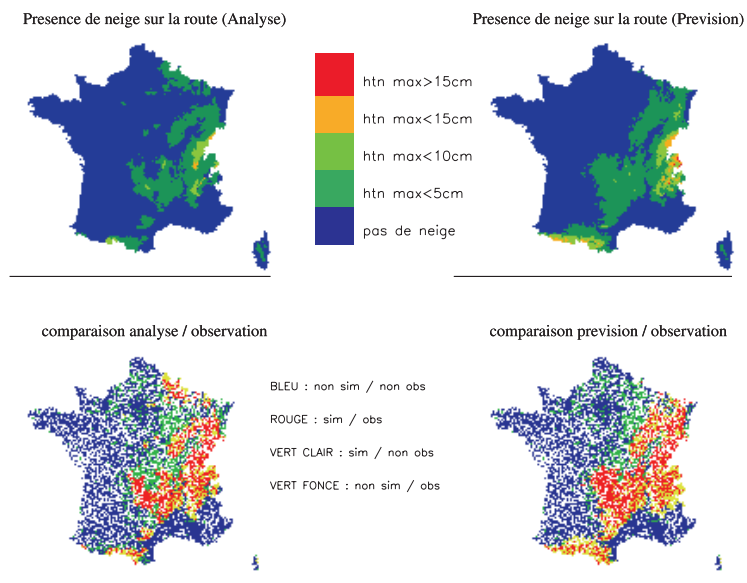 Presence de neige sur la route (Analyse)
Presence de neige sur la route (Prevision)
htn max>15cm
htn max<15cm
htn max<10cm
htn max<5cm
pas de neige
comparaison analyse / observation
comparaison prevision / observation
BLEU : non sim / non obs
ROUGE : sim / obs
VERT CLAIR : sim / non obs
VERT FONCE : non sim / obs